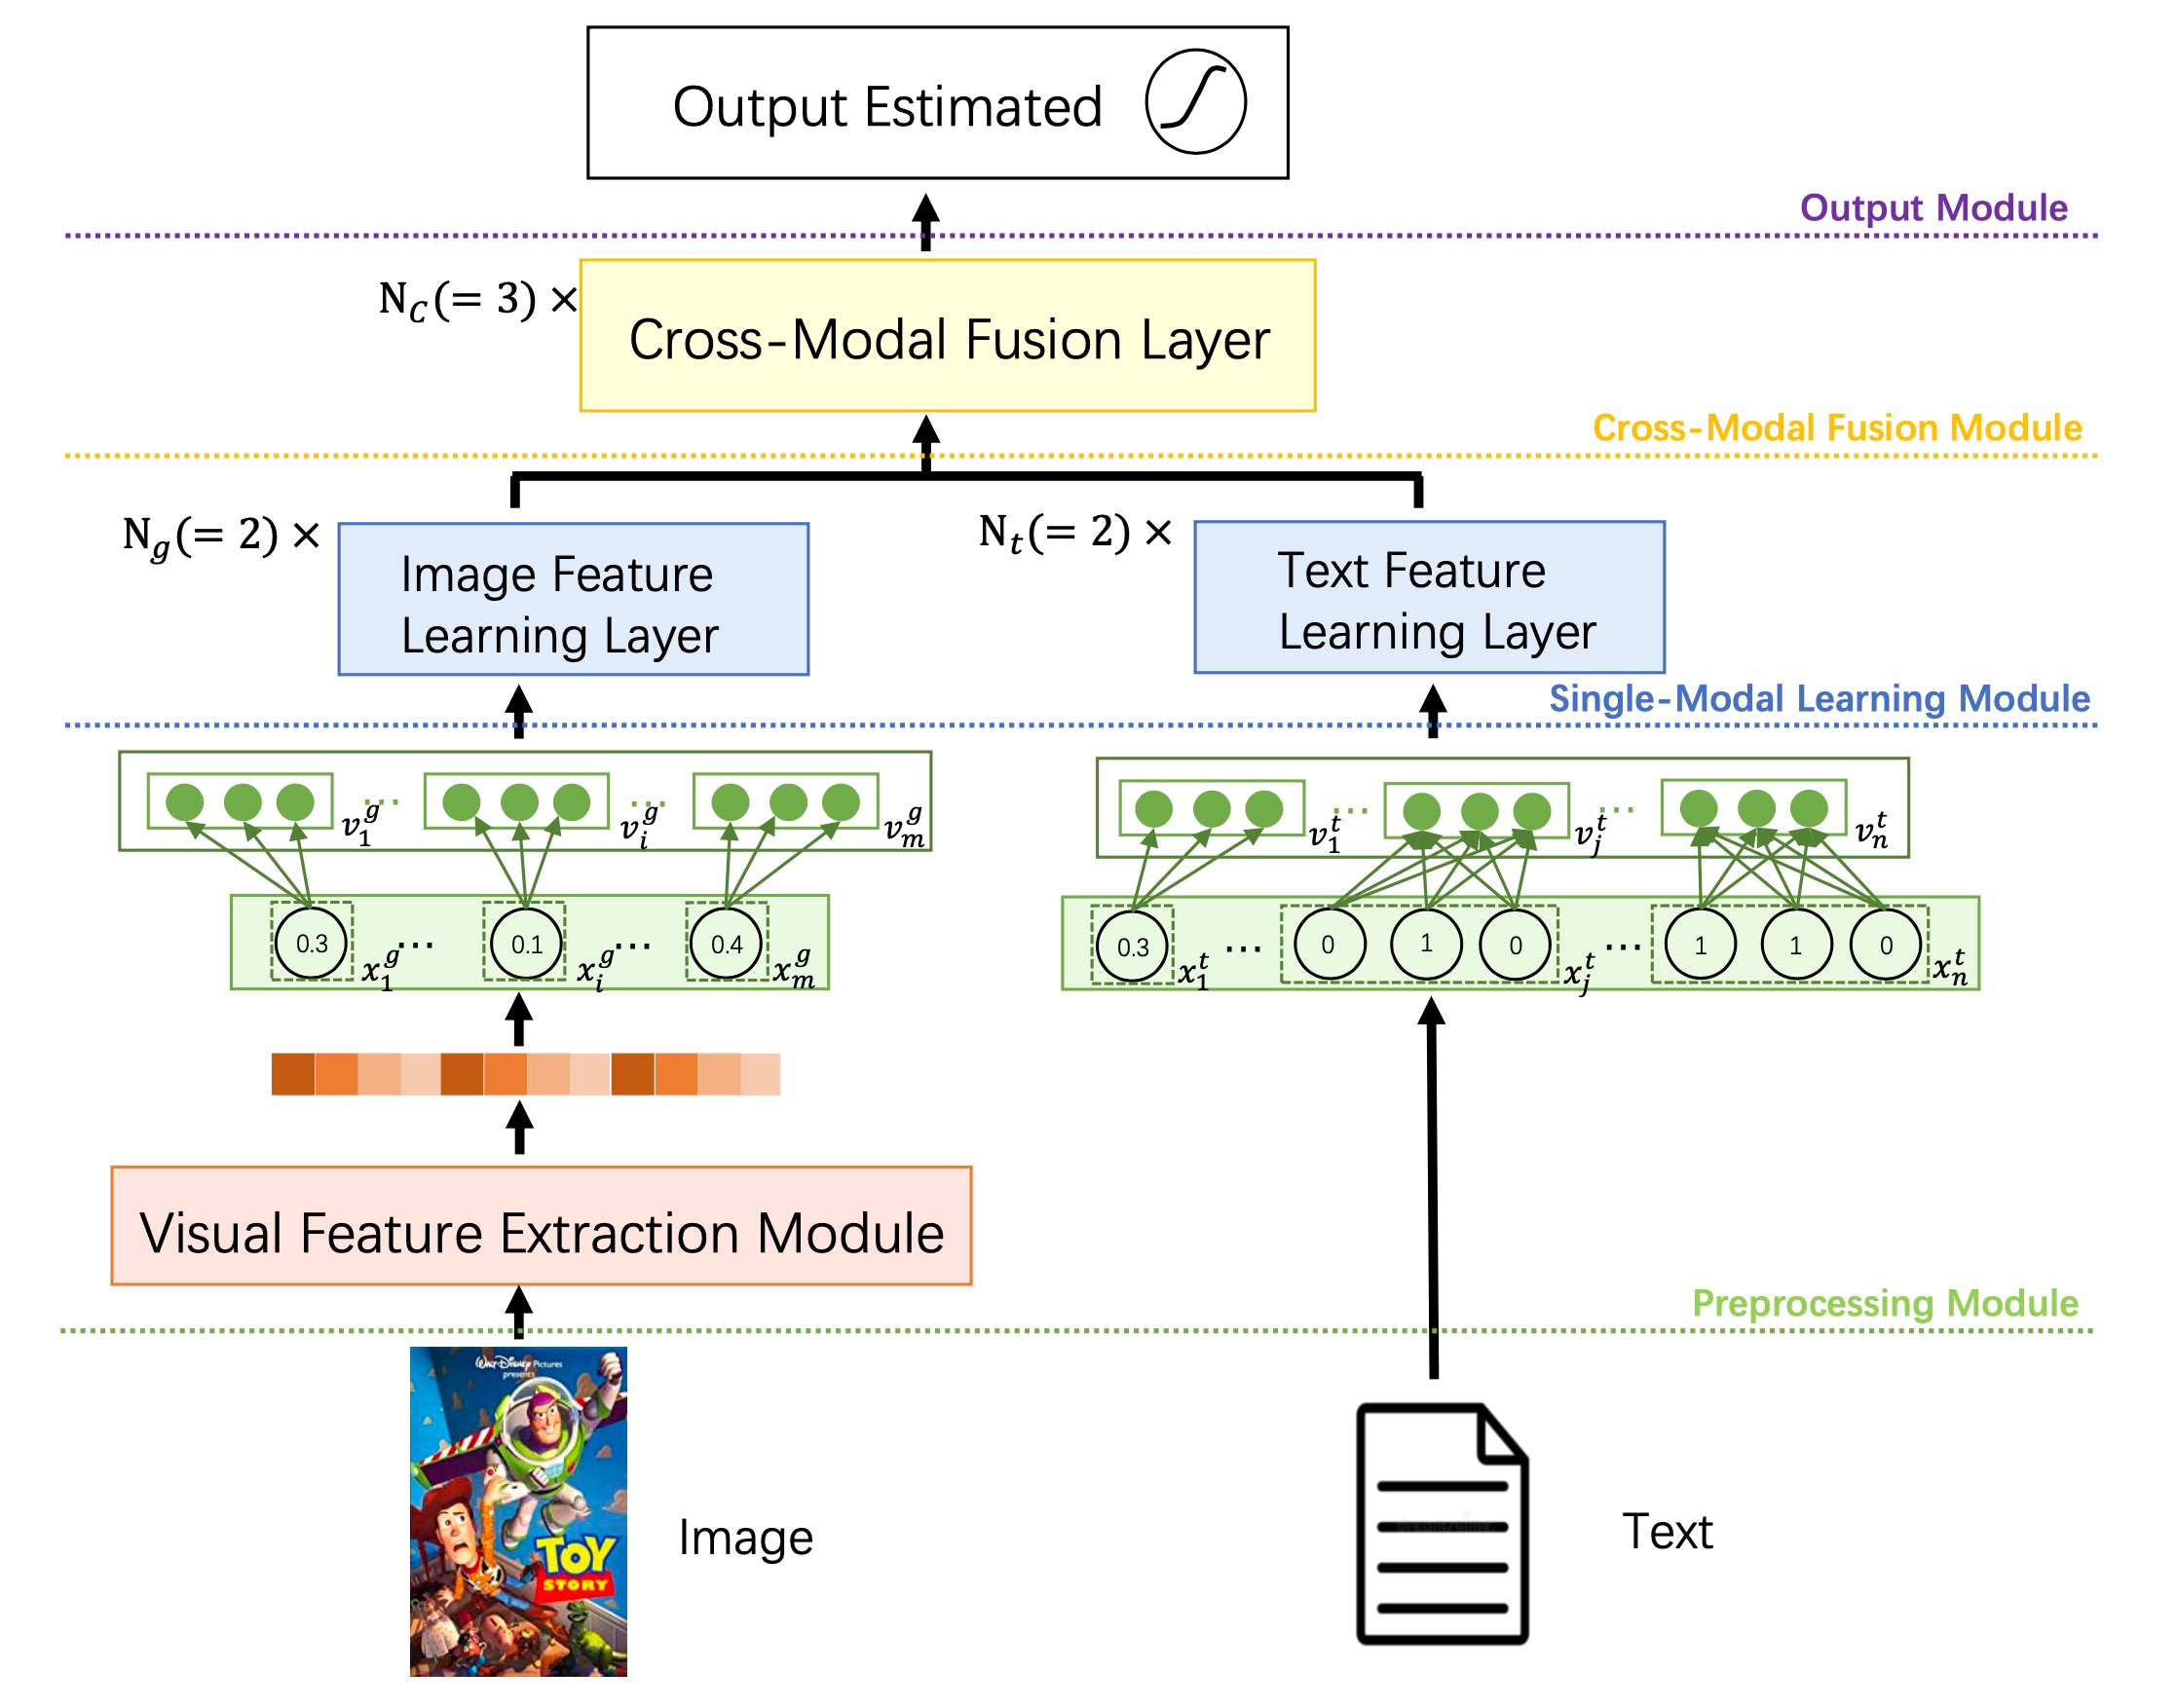 Output Estimated
Output Module
N_C(= 3) ×
Cross-Modal Fusion Layer
Cross-Modal Fusion Module
N_g(= 2) ×
Image Feature
Learning Layer
N_t(= 2) ×
Text Feature
Learning Layer
Single-Modal Learning Module
... v_1^g ... v_i^g v_m^g
v_1^t ... v_j^t ... v_n^t
0.3 x_1^g ... 0.1 x_i^g ... 0.4 x_m^g
0.3 x_1^t ... 0 1 0 x_j^t ... 1 1 0 x_n^t
Visual Feature Extraction Module
Preprocessing Module
Walt Disney Pictures
presents
TOY
STORY
Image
Text